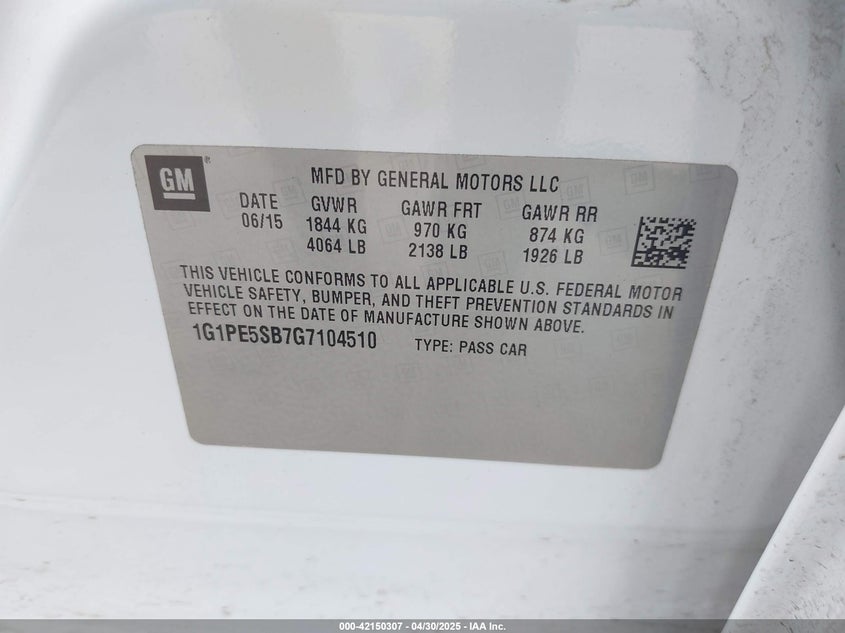 GM
®
MFD BY GENERAL MOTORS LLC
DATE GVWR GAWR FRT GAWR RR
06/15 1844 KG 970 KG 874 KG
4064 LB 2138 LB 1926 LB
THIS VEHICLE CONFORMS TO ALL APPLICABLE U.S. FEDERAL MOTOR
VEHICLE SAFETY, BUMPER, AND THEFT PREVENTION STANDARDS IN
EFFECT ON THE DATE OF MANUFACTURE SHOWN ABOVE.
1G1PE5SB7G7104510 TYPE: PASS CAR
000-42150307 - 04/30/2025 - IAA Inc.